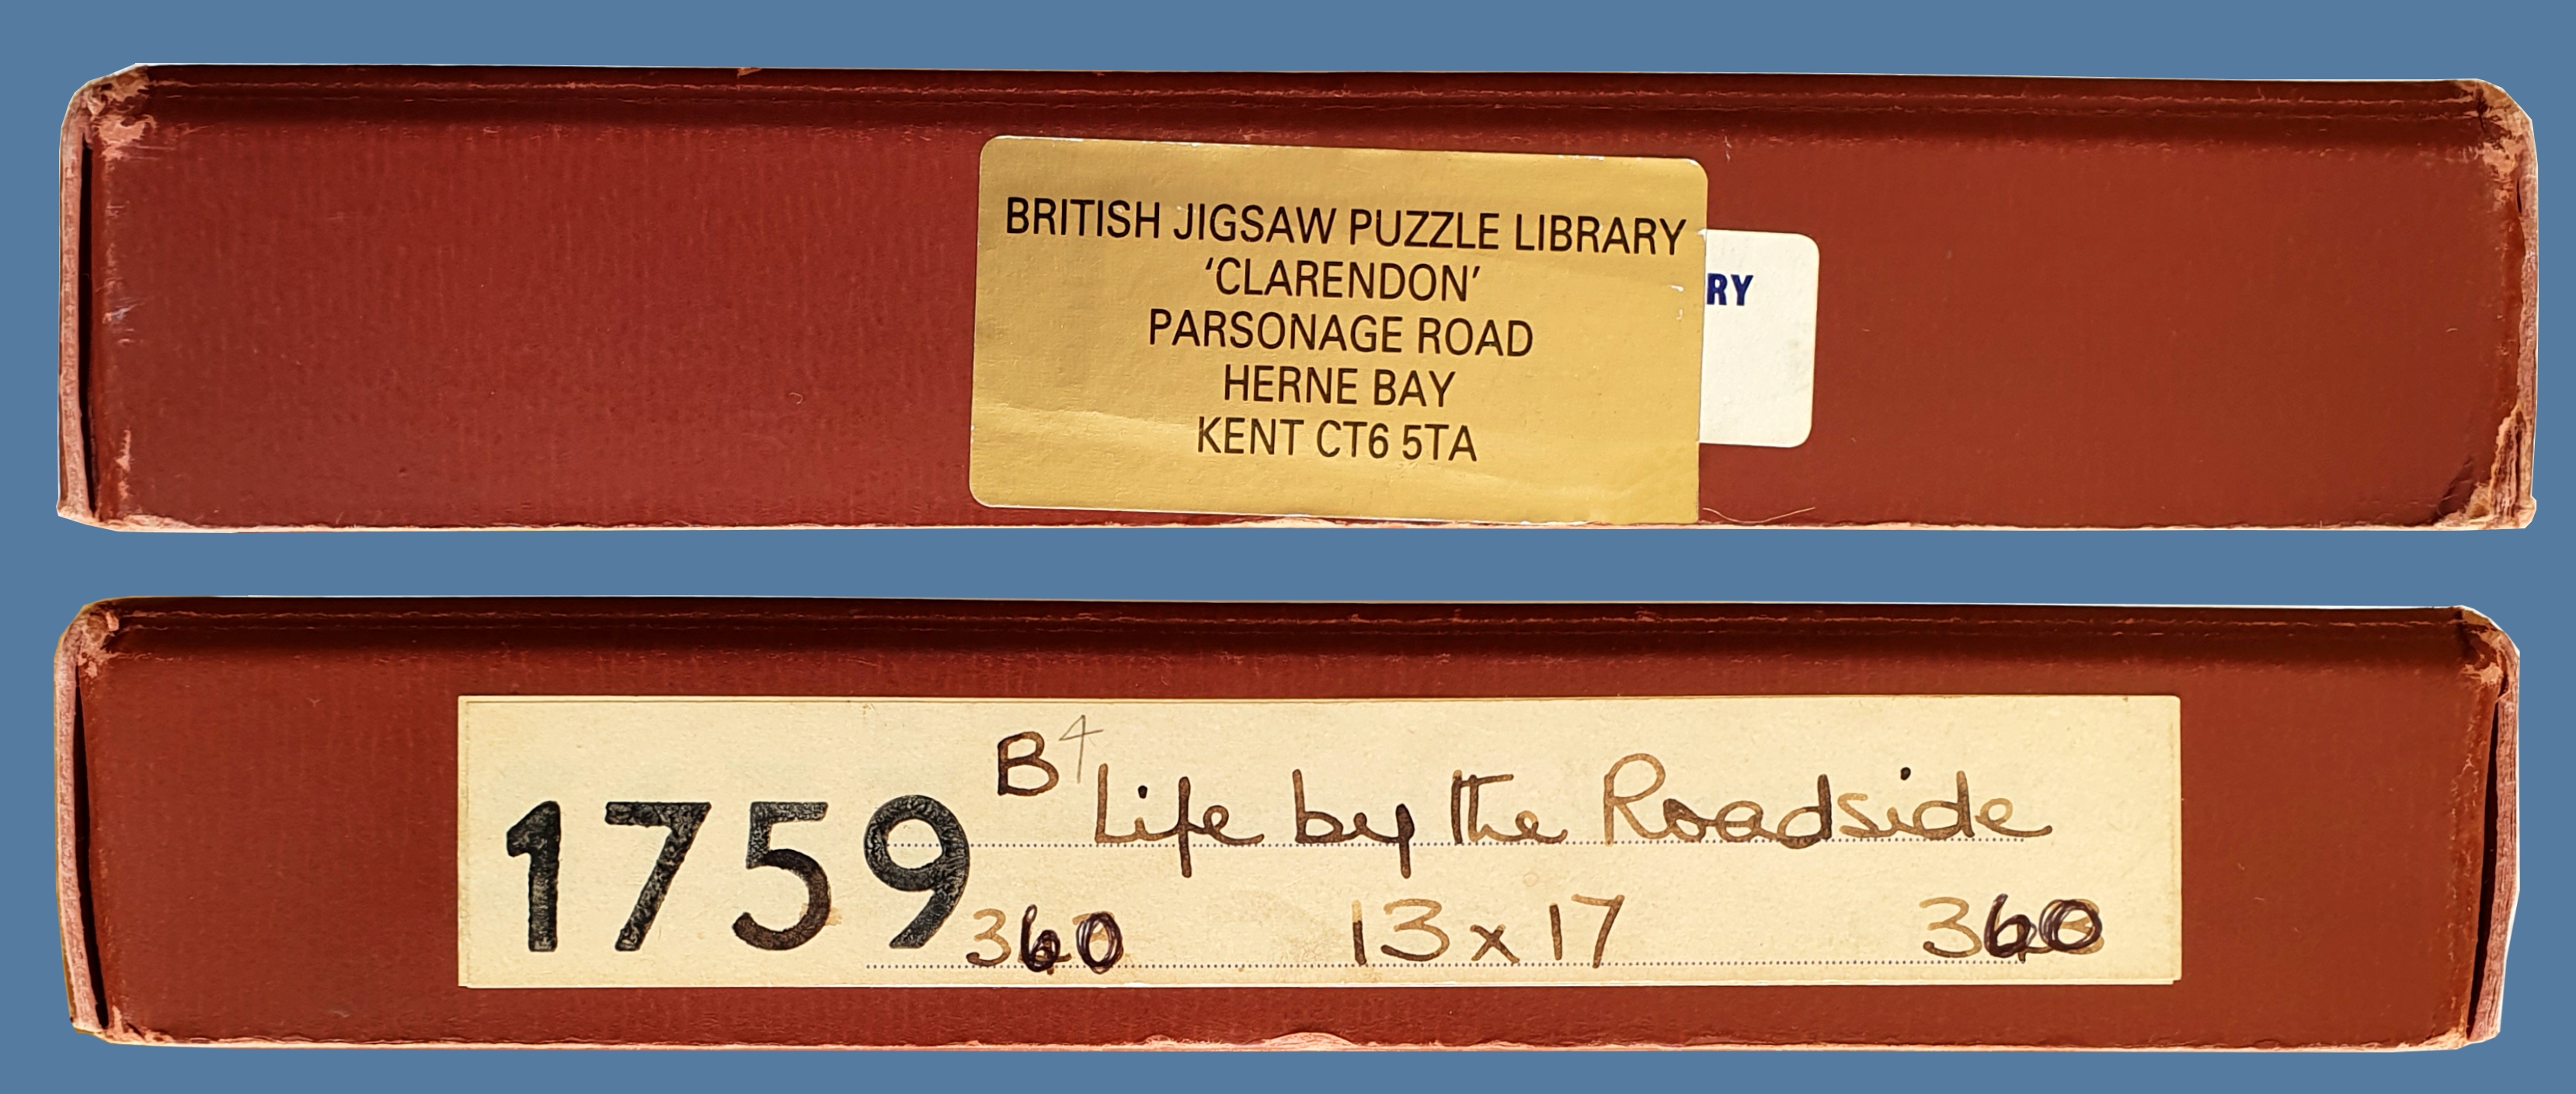 BRITISH JIGSAW PUZZLE LIBRARY
'CLARENDON'
PARSONAGE ROAD
HERNE BAY
KENT CT6 5TA
RY
B4
1759 Life by the Roadside
360 13x17 360